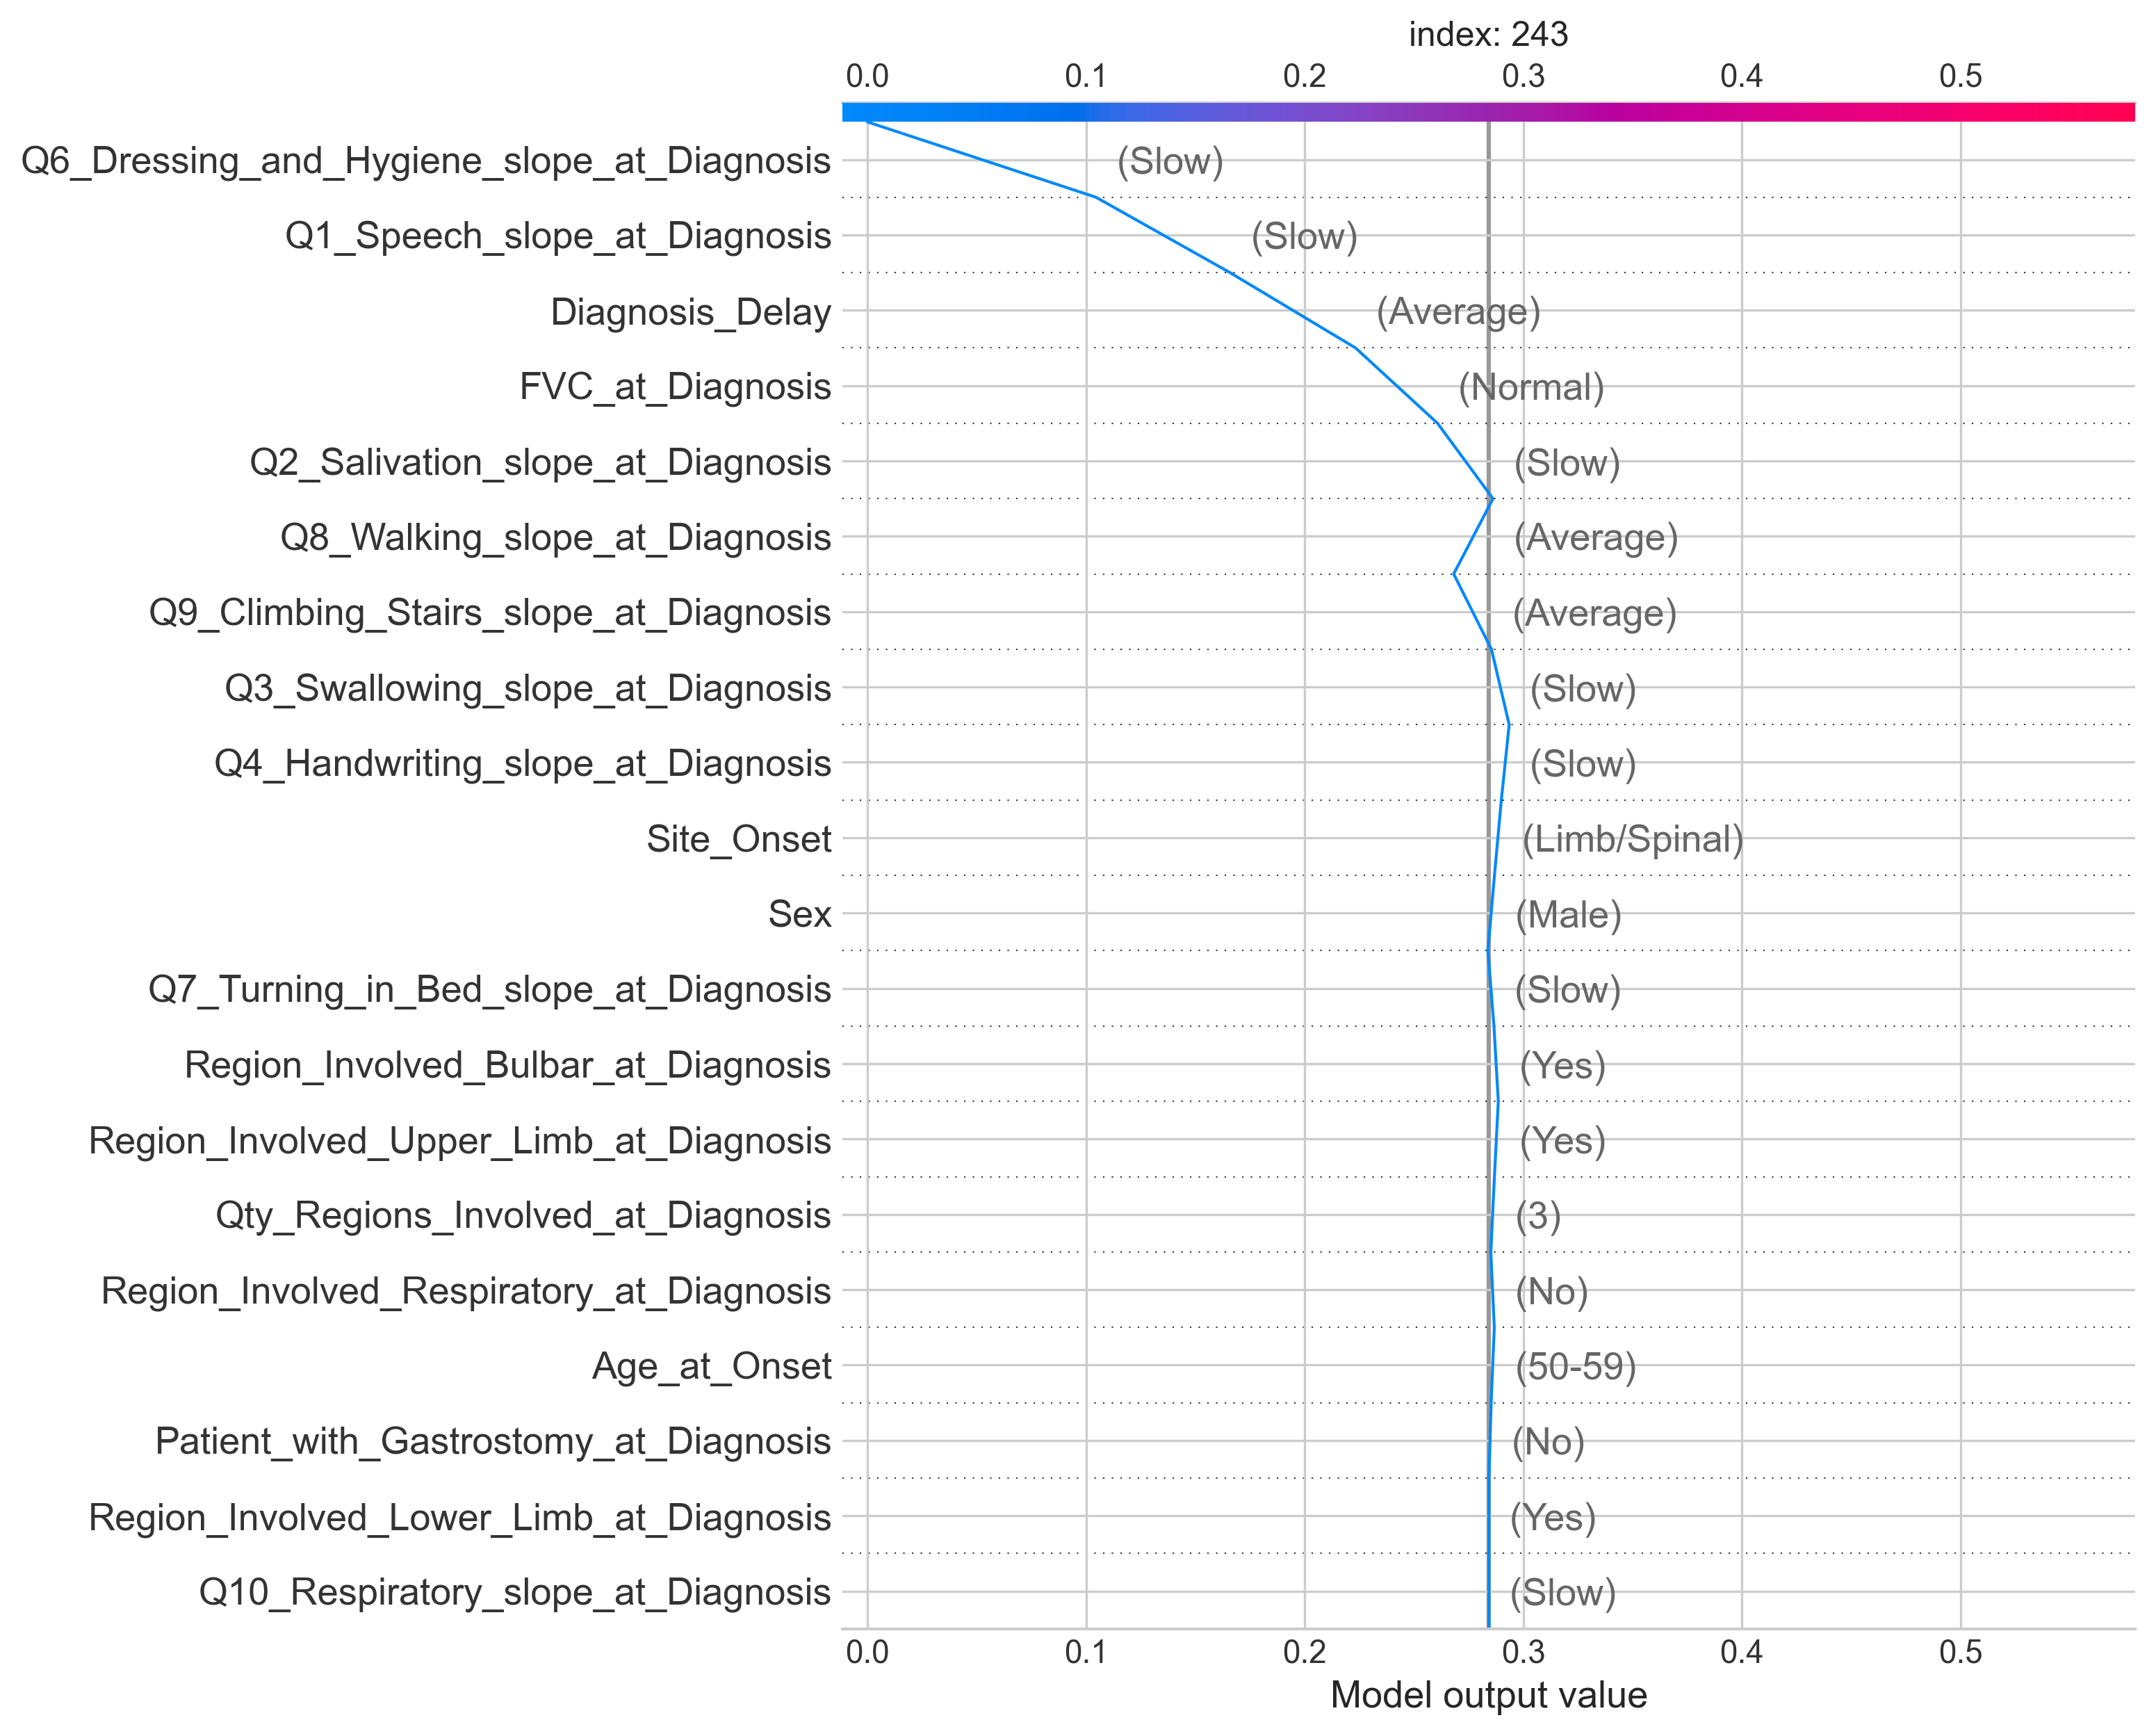 index: 243
0.0 0.1 0.2 0.3 0.4 0.5
Q6_Dressing_and_Hygiene_slope_at_Diagnosis (Slow)
Q1_Speech_slope_at_Diagnosis (Slow)
Diagnosis_Delay (Average)
FVC_at_Diagnosis (Normal)
Q2_Salivation_slope_at_Diagnosis (Slow)
Q8_Walking_slope_at_Diagnosis (Average)
Q9_Climbing_Stairs_slope_at_Diagnosis (Average)
Q3_Swallowing_slope_at_Diagnosis (Slow)
Q4_Handwriting_slope_at_Diagnosis (Slow)
Site_Onset (Limb/Spinal)
Sex (Male)
Q7_Turning_in_Bed_slope_at_Diagnosis (Slow)
Region_Involved_Bulbar_at_Diagnosis (Yes)
Region_Involved_Upper_Limb_at_Diagnosis (Yes)
Qty_Regions_Involved_at_Diagnosis (3)
Region_Involved_Respiratory_at_Diagnosis (No)
Age_at_Onset (50-59)
Patient_with_Gastrostomy_at_Diagnosis (No)
Region_Involved_Lower_Limb_at_Diagnosis (Yes)
Q10_Respiratory_slope_at_Diagnosis (Slow)
0.0 0.1 0.2 0.3 0.4 0.5
Model output value